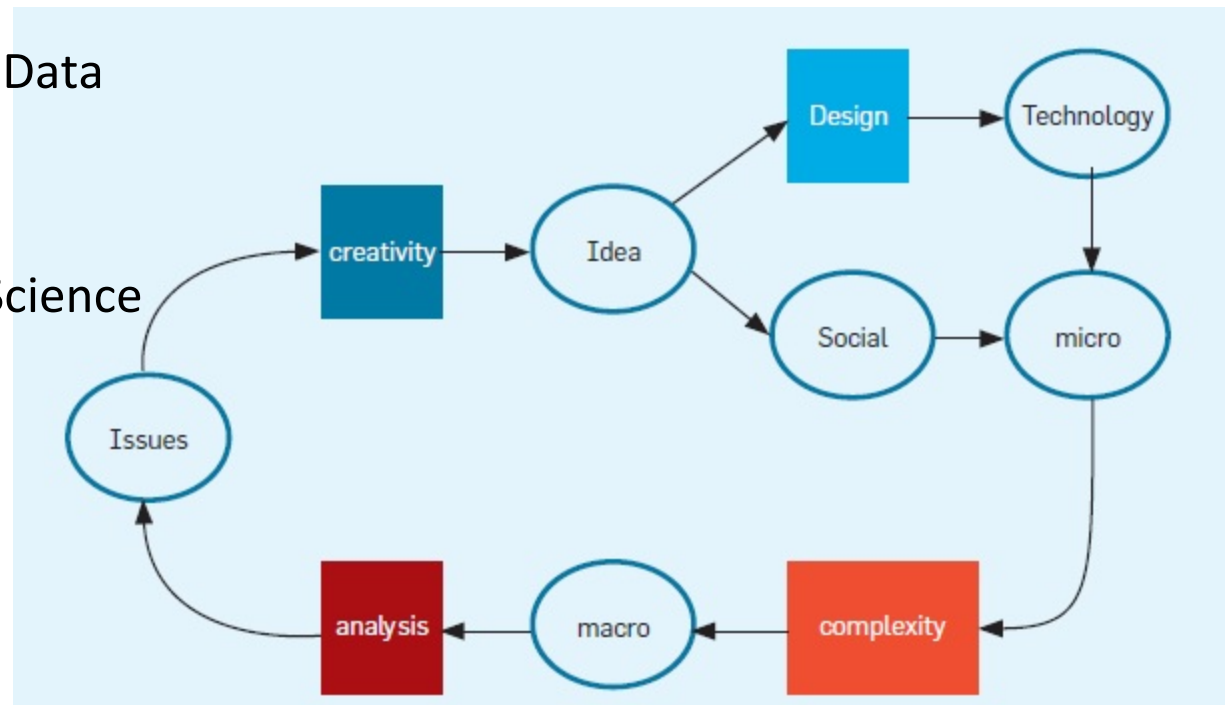 Data
Design
Technology
creativity
Idea
Science
Social
micro
Issues
analysis
macro
complexity